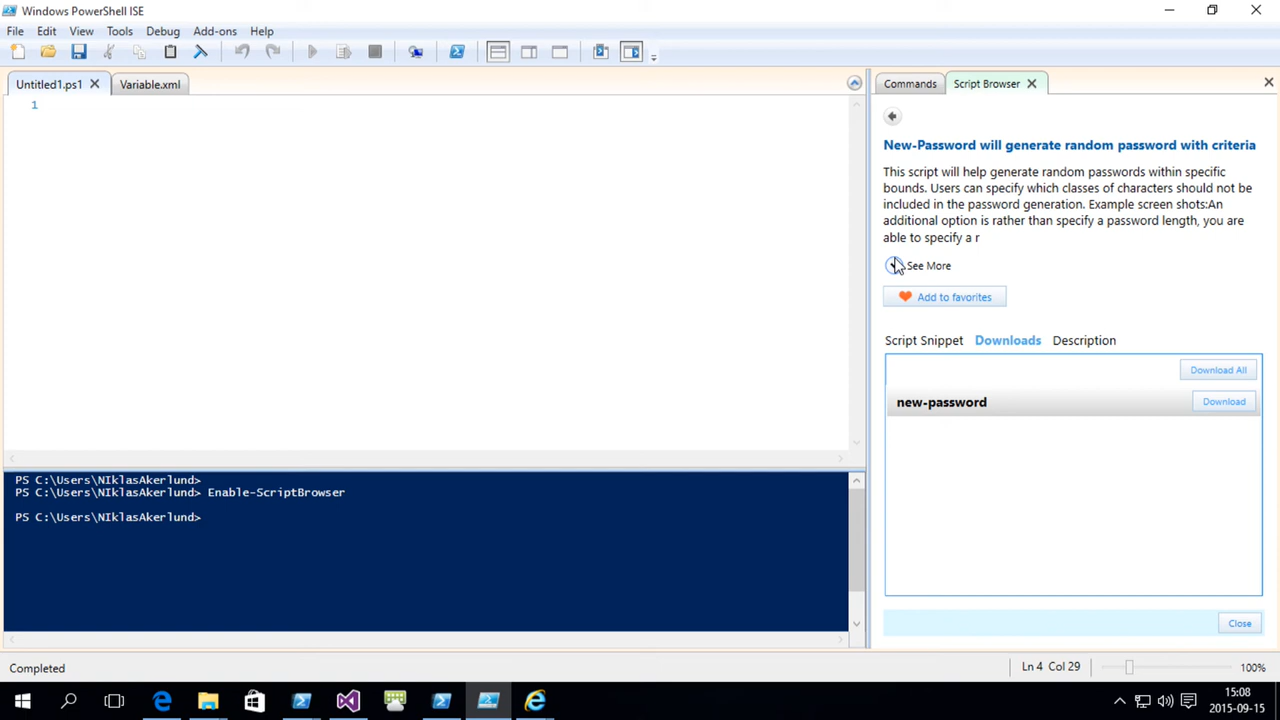 Windows PowerShell ISE
File Edit View Tools Debug Add-ons Help
Untitled1.ps1 Variable.xml
1
PS C:\Users\NIklasAkerlund>
PS C:\Users\NIklasAkerlund> Enable-ScriptBrowser
PS C:\Users\NIklasAkerlund>
Commands Script Browser
New-Password will generate random password with criteria
This script will help generate random passwords within specific
bounds. Users can specify which classes of characters should not be
included in the password generation. Example screen shots:An
additional option is rather than specify a password length, you are
able to specify a r
See More
Add to favorites
Script Snippet Downloads Description
Download All
new-password Download
Close
Completed Ln 4 Col 29 100%
15:08
2015-09-15